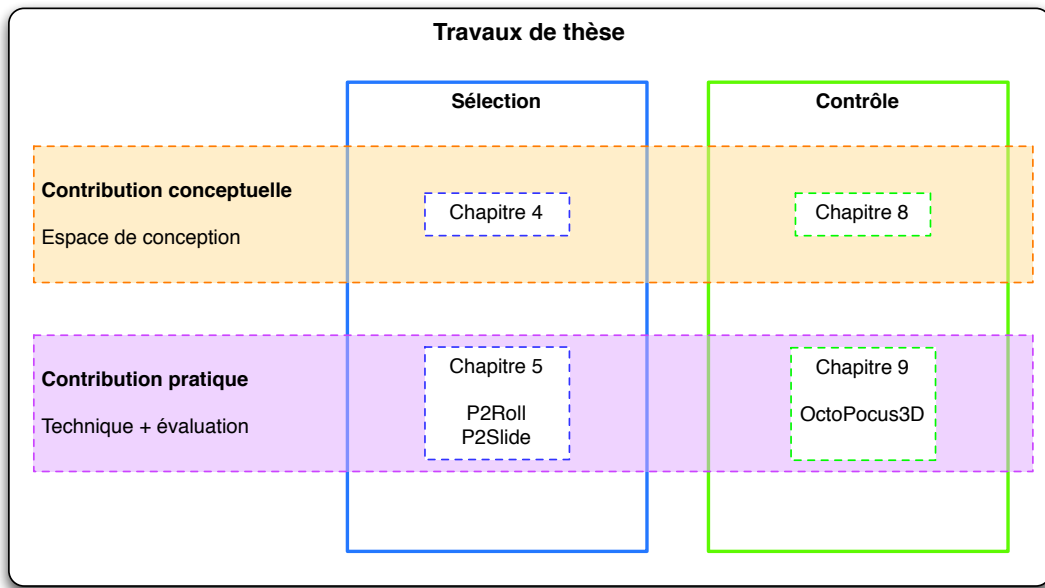 Travaux de thèse
Sélection
Contrôle
Contribution conceptuelle
Espace de conception
Chapitre 4
Chapitre 8
Contribution pratique
Technique + évaluation
Chapitre 5
P2Roll
P2Slide
Chapitre 9
OctoPocus3D